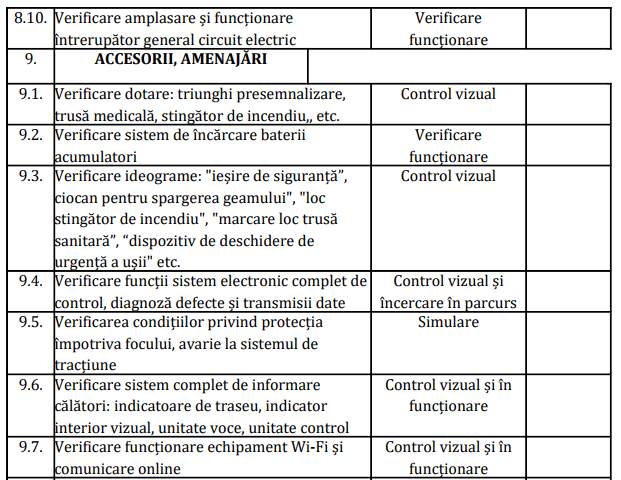 8.10. Verificare amplasare și funcționare Verificare
întrerupător general circuit electric funcționare
9. ACCESORII, AMENAJĂRI
9.1. Verificare dotare: triunghi presemnalizare, Control vizual
trusă medicală, stingător de incendiu,, etc.
9.2. Verificare sistem de încărcare baterii Verificare
acumulatori funcționare
9.3. Verificare ideograme: "ieșire de siguranță”, Control vizual
ciocan pentru spargerea geamului", "loc
stingător de incendiu", "marcare loc trusă
sanitară”, “dispozitiv de deschidere de
urgență a ușii" etc.
9.4. Verificare funcții sistem electronic complet de Control vizual și
control, diagnoză defecte și transmisii date încercare în parcurs
9.5. Verificarea condițiilor privind protecția Simulare
împotriva focului, avarie la sistemul de
tracțiune
9.6. Verificare sistem complet de informare Control vizual și în
călători: indicatoare de traseu, indicator funcționare
interior vizual, unitate voce, unitate control
9.7. Verificare funcționare echipament Wi-Fi și Control vizual și în
comunicare online funcționare